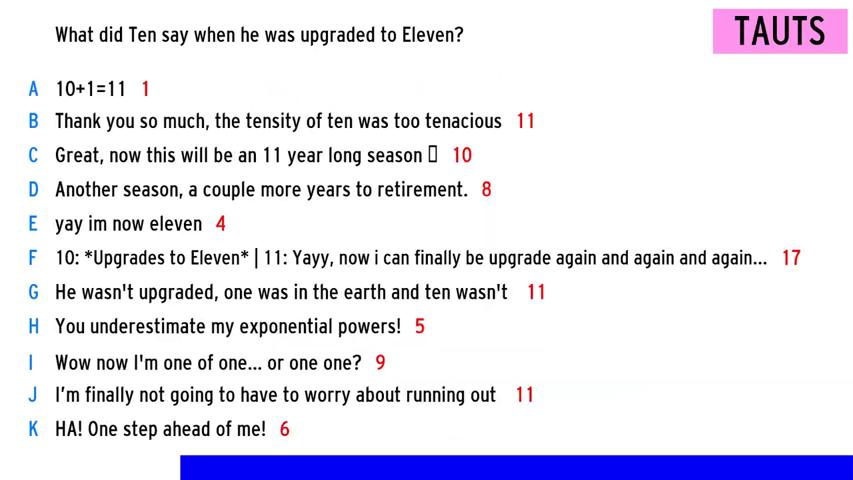 What did Ten say when he was upgraded to Eleven?
TAUTS
A 10+1=11 1
B Thank you so much, the tensity of ten was too tenacious 11
C Great, now this will be an 11 year long season ▯ 10
D Another season, a couple more years to retirement. 8
E yay im now eleven 4
F 10: *Upgrades to Eleven* | 11: Yayy, now i can finally be upgrade again and again and again... 17
G He wasn't upgraded, one was in the earth and ten wasn't 11
H You underestimate my exponential powers! 5
I Wow now I'm one of one... or one one? 9
J I’m finally not going to have to worry about running out 11
K HA! One step ahead of me! 6